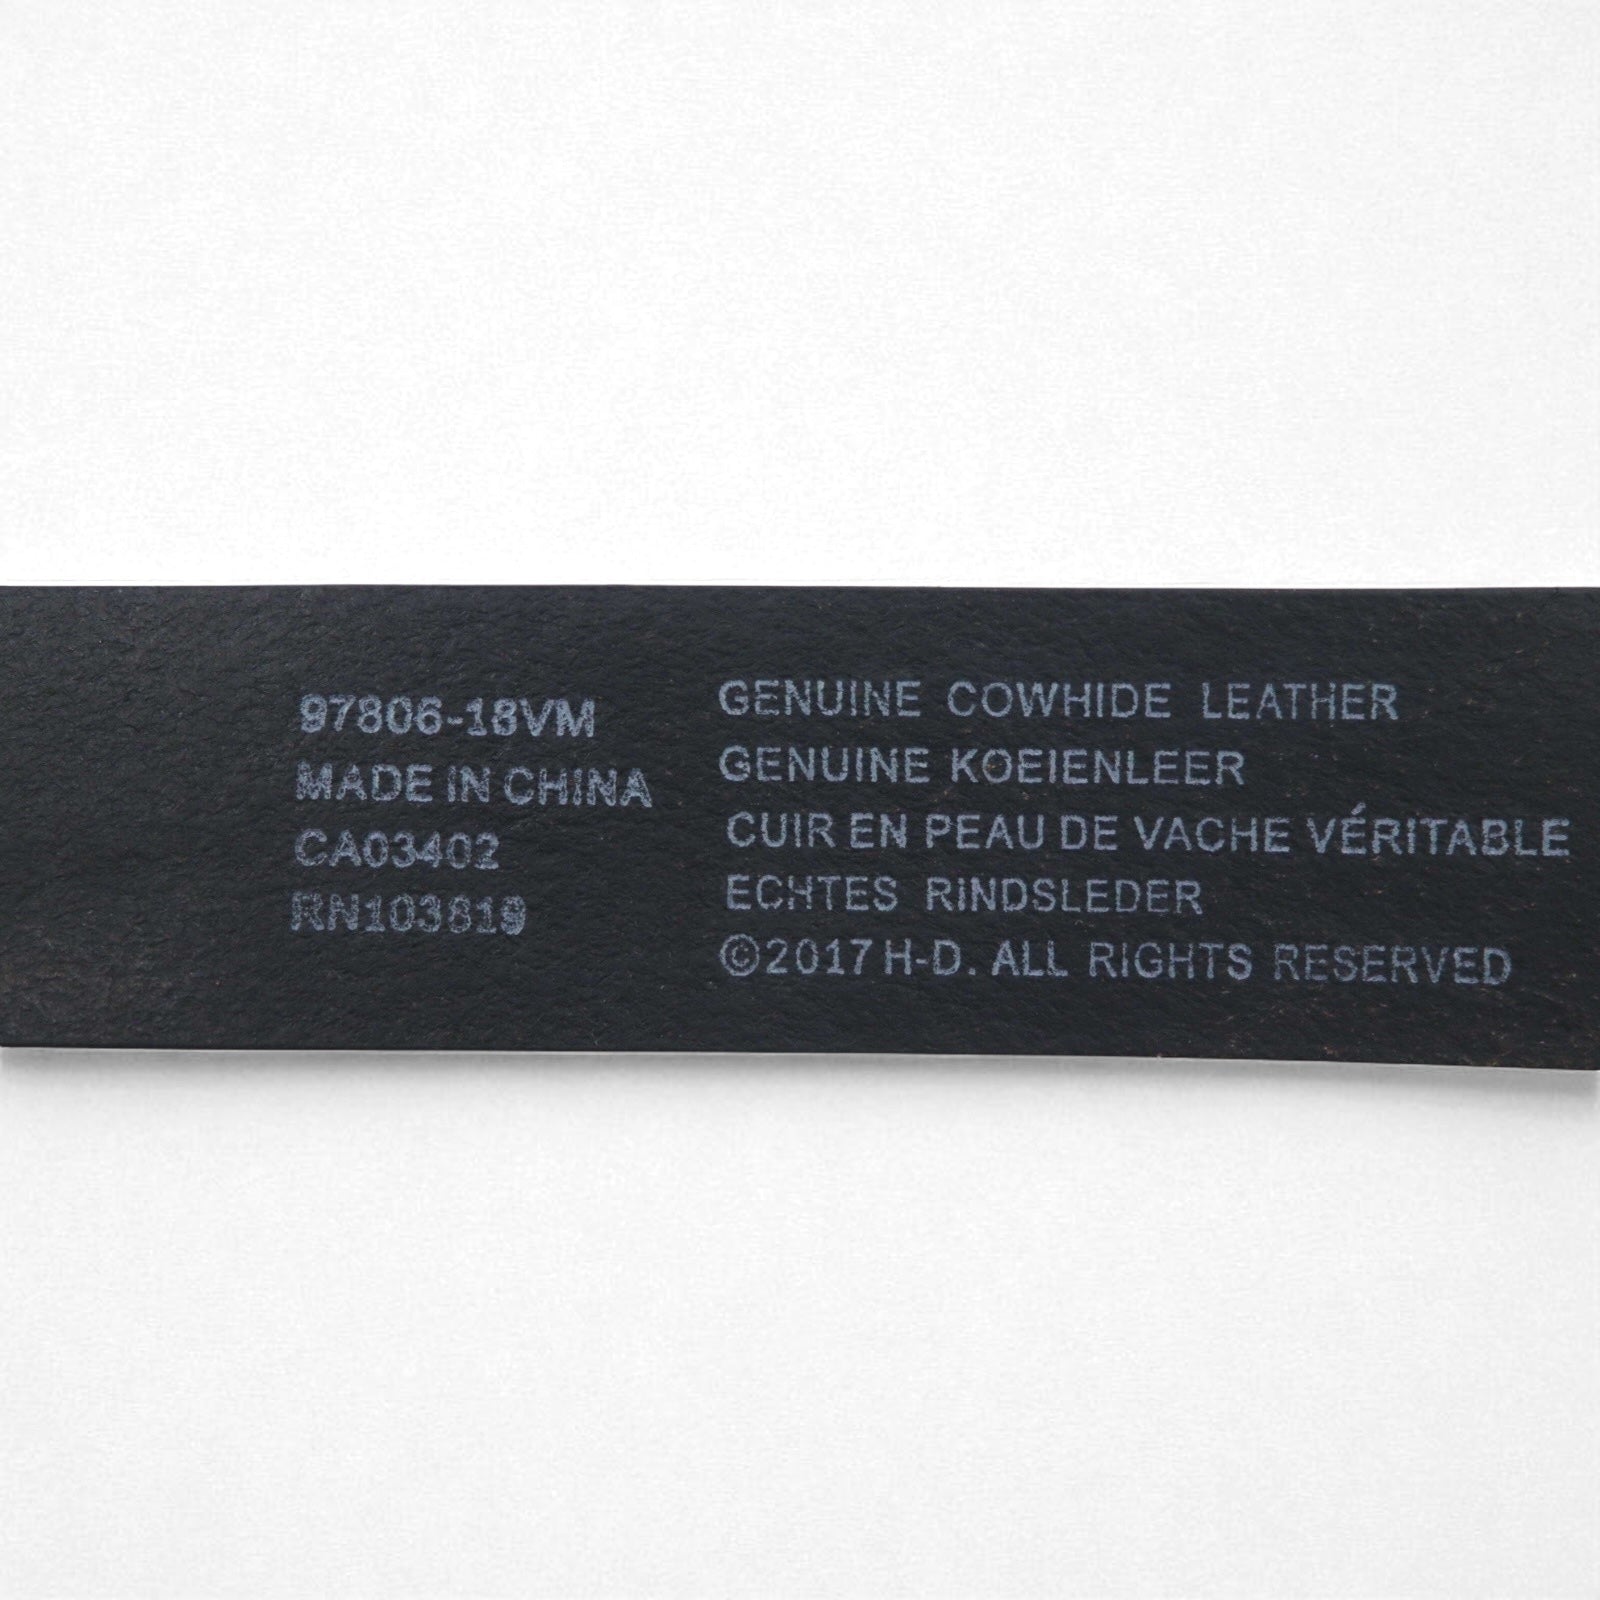 97806-18VM
MADE IN CHINA
CA03402
RN103819
GENUINE COWHIDE LEATHER
GENUINE KOEIENLEER
CUIR EN PEAU DE VACHE VÉRITABLE
ECHTES RINDSLEDER
©2017 H-D. ALL RIGHTS RESERVED